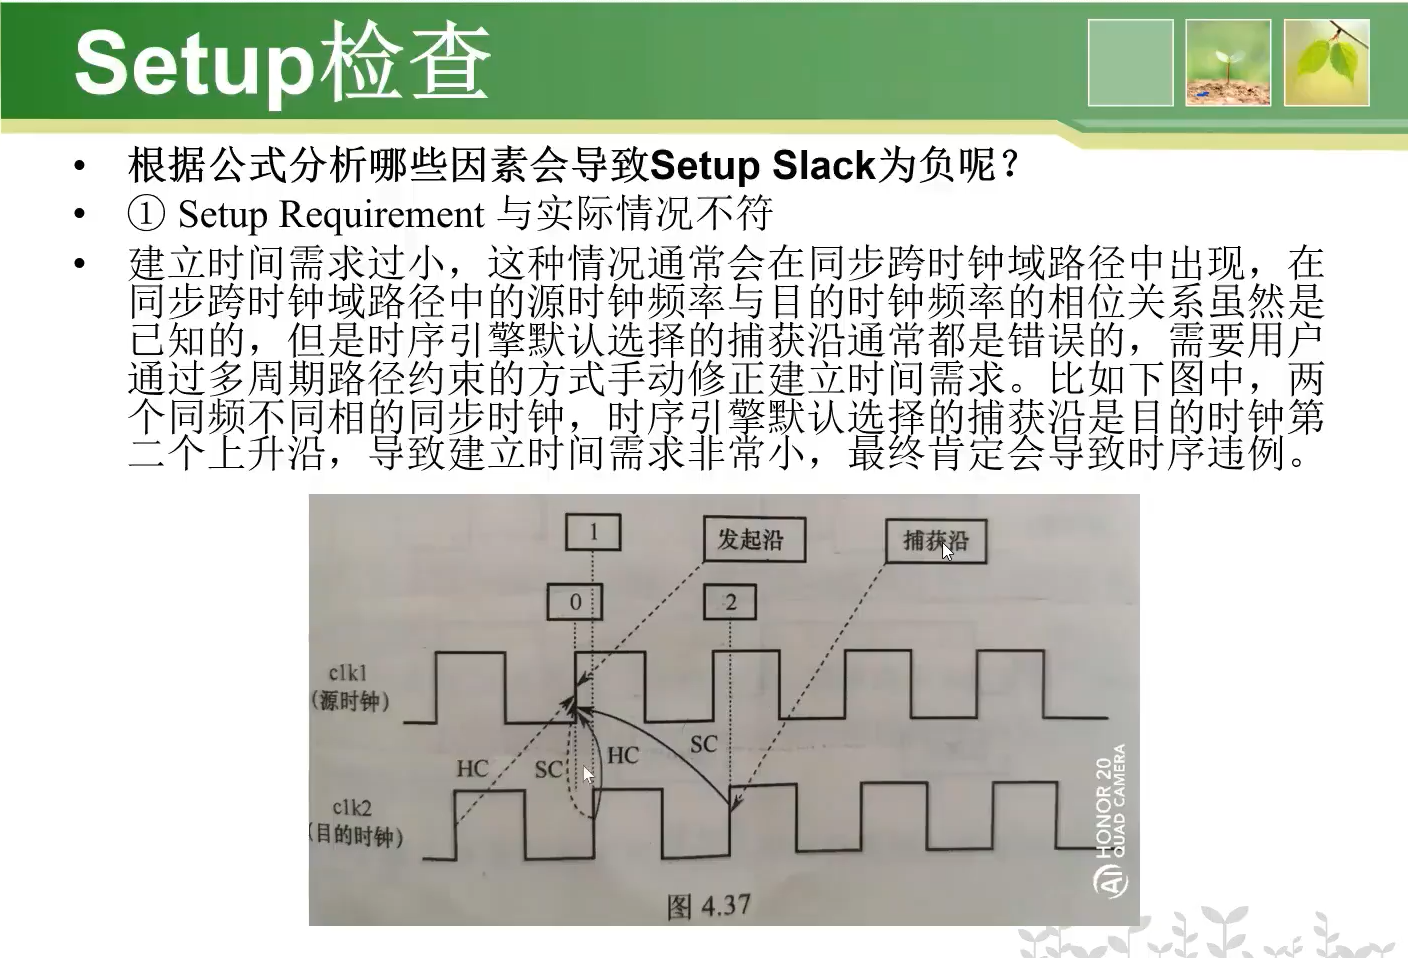 Setup检查
• 根据公式分析哪些因素会导致Setup Slack为负呢？
• ① Setup Requirement 与实际情况不符
• 建立时间需求过小，这种情况通常会在同步跨时钟域路径中出现，在
同步跨时钟域路径中的源时钟频率与目的时钟频率的相位关系虽然是
已知的，但是时序引擎默认选择的捕获沿通常都是错误的，需要用户
通过多周期路径约束的方式手动修正建立时间需求。比如下图中，两
个同频不同相的同步时钟，时序引擎默认选择的捕获沿是目的时钟第
二个上升沿，导致建立时间需求非常小，最终肯定会导致时序违例。
1
发起沿
捕获沿
0
2
clk1
(源时钟)
HC
SC
HC
SC
clk2
(目的时钟)
图 4.37
HONOR 20
QUAD CAMERA
AI